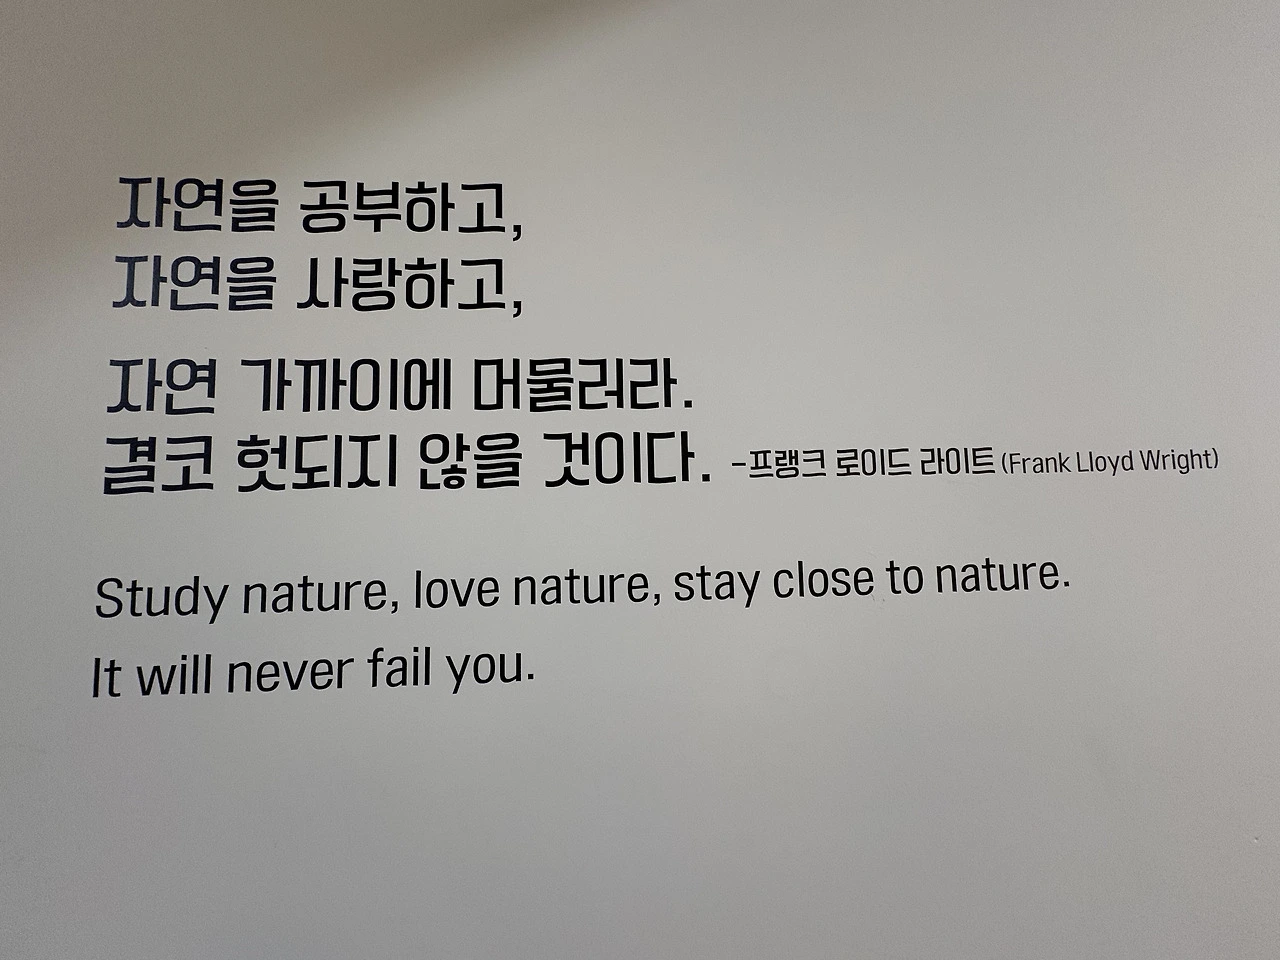 자연을 공부하고,
자연을 사랑하고,
자연 가까이에 머물러라.
결코 헛되지 않을 것이다. -프랭크 로이드 라이트 (Frank Lloyd Wright)
Study nature, love nature, stay close to nature.
It will never fail you.